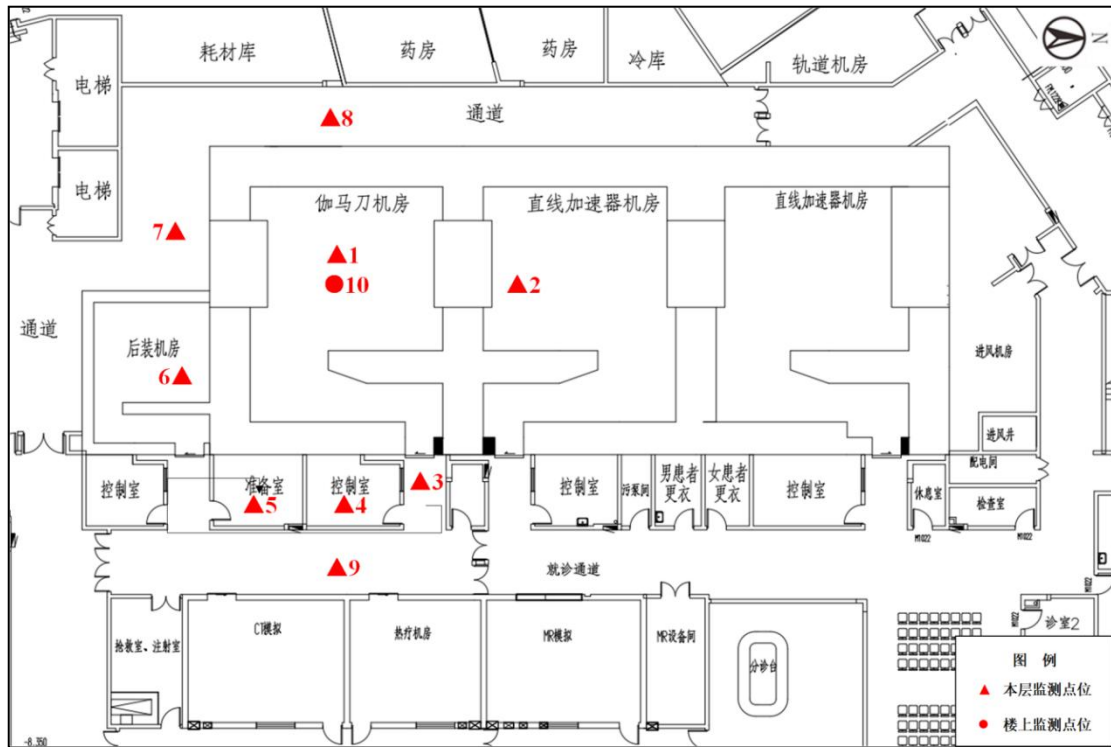 耗材库
药房
药房
冷库
轨道机房
N
电梯
8
通道
电梯
伽马刀机房
直线加速器机房
直线加速器机房
7
1
10
2
通道
后装机房
6
进风机房
进风井
配电间
控制室
准备室
控制室
3
控制室
污泵间
男患者
更衣
女患者
更衣
控制室
休息室
检查室
5
4
M1022
M1022
9
就诊通道
M1022
M1022
抢救室、注射室
CT模拟
热疗机房
MR模拟
MR设备间
分诊台
诊室2
图 例
本层监测点位
楼上监测点位
-8.350